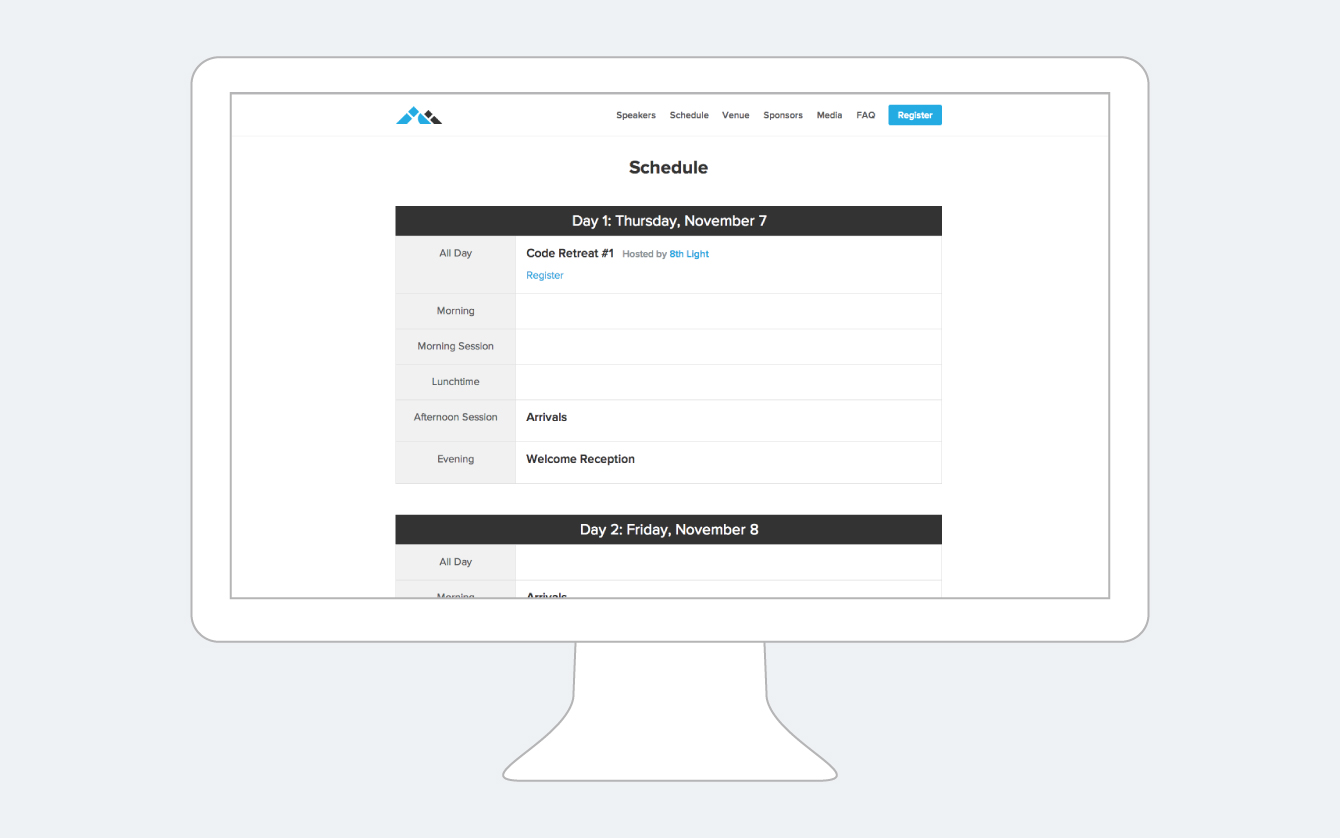 Speakers Schedule Venue Sponsors Media FAQ Register
Schedule
Day 1: Thursday, November 7
All Day Code Retreat #1 Hosted by 8th Light
Register
Morning
Morning Session
Lunchtime
Afternoon Session Arrivals
Evening Welcome Reception
Day 2: Friday, November 8
All Day
Morning Arrivals